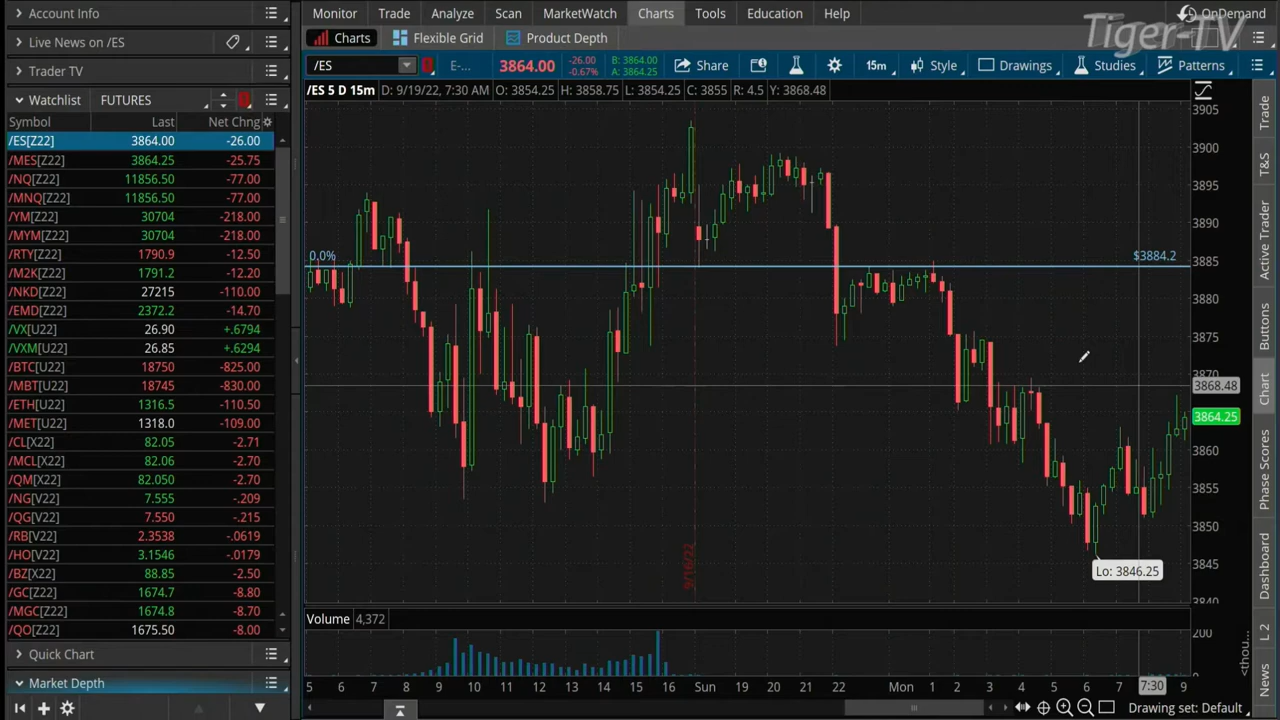 Account Info
Live News on /ES
Trader TV
Watchlist FUTURES
Symbol Last Net Chng
/ES[Z22] 3864.00 -26.00
/MES[Z22] 3864.25 -25.75
/NQ[Z22] 11856.50 -77.00
/MNQ[Z22] 11856.50 -77.00
/YM[Z22] 30704 -218.00
/MYM[Z22] 30704 -218.00
/RTY[Z22] 1790.9 -12.50
/M2K[Z22] 1791.2 -12.20
/NKD[Z22] 27215 -110.00
/EMD[Z22] 2372.2 -14.70
/VX[U22] 26.90 +.6794
/VXM[U22] 26.85 +.6294
/BTC[U22] 18750 -825.00
/MBT[U22] 18745 -830.00
/ETH[U22] 1316.5 -110.50
/MET[U22] 1318.0 -109.00
/CL[X22] 82.05 -2.71
/MCL[X22] 82.06 -2.70
/QM[X22] 82.050 -2.70
/NG[V22] 7.555 -.209
/QG[V22] 7.550 -.215
/RB[V22] 2.3538 -.0619
/HO[V22] 3.1546 -.0179
/BZ[X22] 88.85 -2.50
/GC[Z22] 1674.7 -8.80
/MGC[Z22] 1674.8 -8.70
/QO[Z22] 1675.50 -8.00
Quick Chart
Market Depth
Monitor Trade Analyze Scan MarketWatch Charts Tools Education Help OnDemand
Tiger-TV
Charts Flexible Grid Product Depth
/ES E-... 3864.00 -26.00 -0.67% B: 3864.00 A: 3864.25 Share 15m Style Drawings Studies Patterns
/ES 5 D 15m D: 9/19/22, 7:30 AM O: 3854.25 H: 3858.75 L: 3854.25 C: 3855 R: 4.5 Y: 3868.48
3905
3900
3895
3890
0.0% $3884.2
3885
3880
3875
3870
3868.48
3864.25
3860
3855
3850
3845
3840
Lo: 3846.25
9/16/22
Volume 4,372
200
<thou...
5 6 7 8 9 10 11 12 13 14 15 16 Sun 19 20 21 22 Mon 1 2 3 4 5 6 7 7:30 9
Drawing set: Default
Trade
T&S
Active Trader
Buttons
Chart
Phase Scores
Dashboard
L 2
News